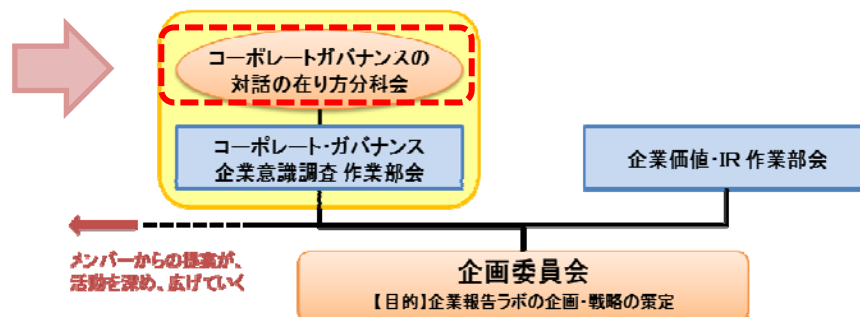 コーポレートガバナンスの
対話の在り方分科会
コーポレート・ガバナンス
企業意識調査 作業部会
企業価値・IR 作業部会
メンバーからの提案が、
活動を深め、広げていく
企画委員会
【目的】企業報告ラボの企画・戦略の策定